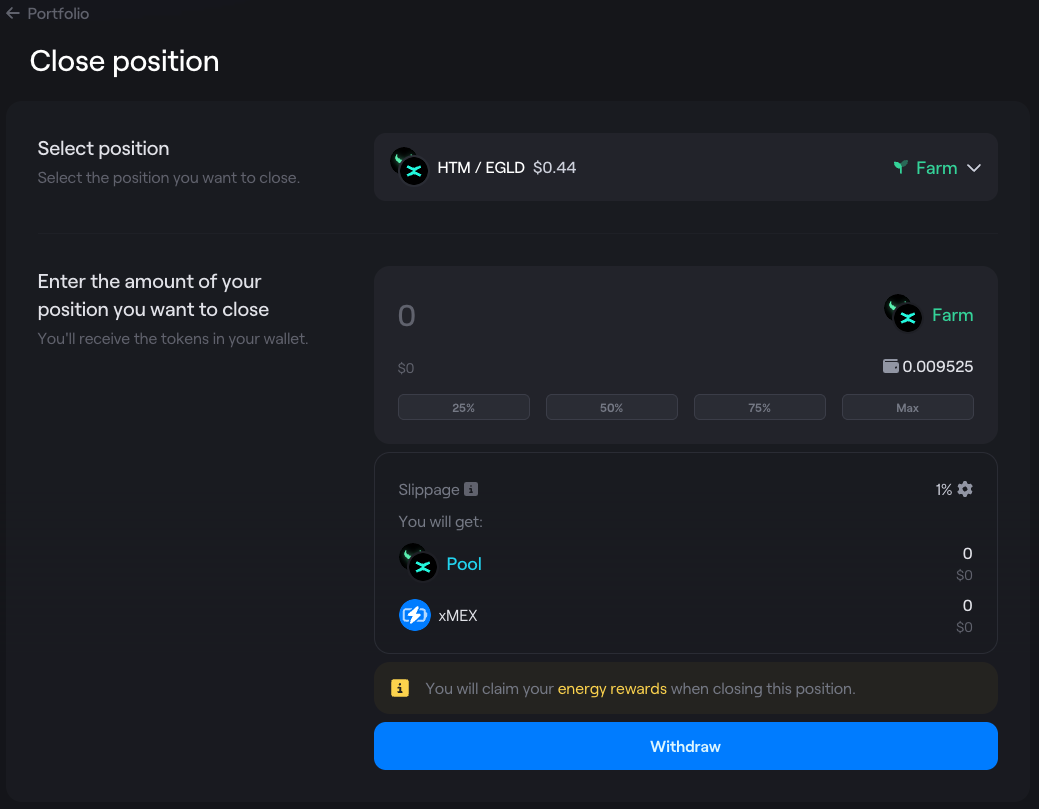 Portfolio
Close position
Select position
Select the position you want to close.
HTM / EGLD $0.44
Farm
Enter the amount of your
position you want to close
You'll receive the tokens in your wallet.
0
Farm
$0
0.009525
25%
50%
75%
Max
Slippage
1%
You will get:
Pool
0
$0
xMEX
0
$0
You will claim your energy rewards when closing this position.
Withdraw